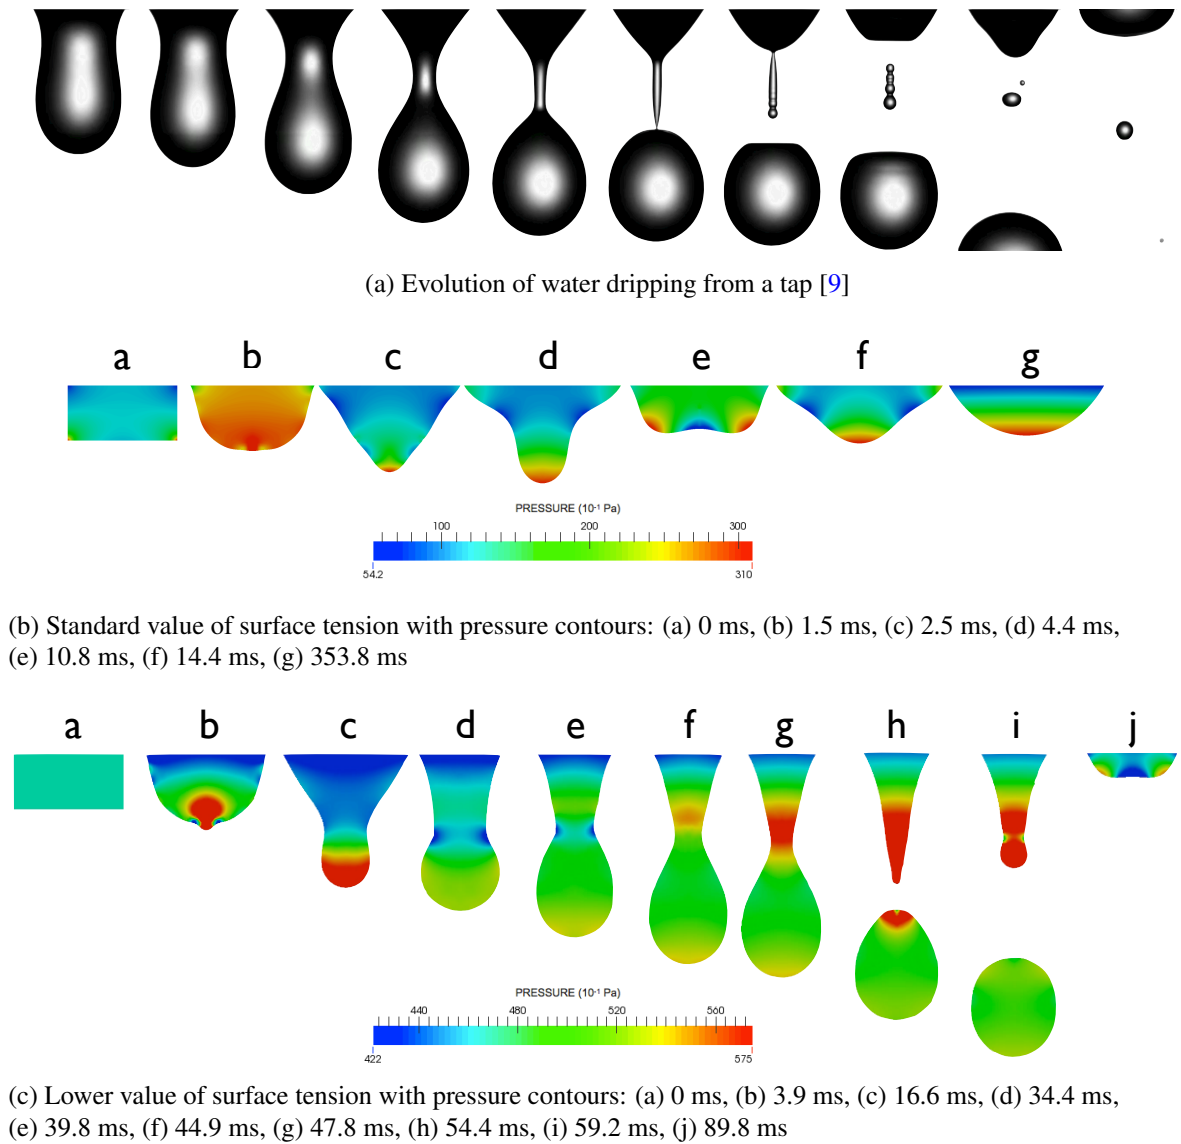 (a) Evolution of water dripping from a tap [9]
a b c d e f g
PRESSURE (10⁻¹ Pa)
100 200 300
54.2 310
(b) Standard value of surface tension with pressure contours: (a) 0 ms, (b) 1.5 ms, (c) 2.5 ms, (d) 4.4 ms,
(e) 10.8 ms, (f) 14.4 ms, (g) 353.8 ms
a b c d e f g h i j
PRESSURE (10⁻¹ Pa)
440 480 520 560
422 575
(c) Lower value of surface tension with pressure contours: (a) 0 ms, (b) 3.9 ms, (c) 16.6 ms, (d) 34.4 ms,
(e) 39.8 ms, (f) 44.9 ms, (g) 47.8 ms, (h) 54.4 ms, (i) 59.2 ms, (j) 89.8 ms